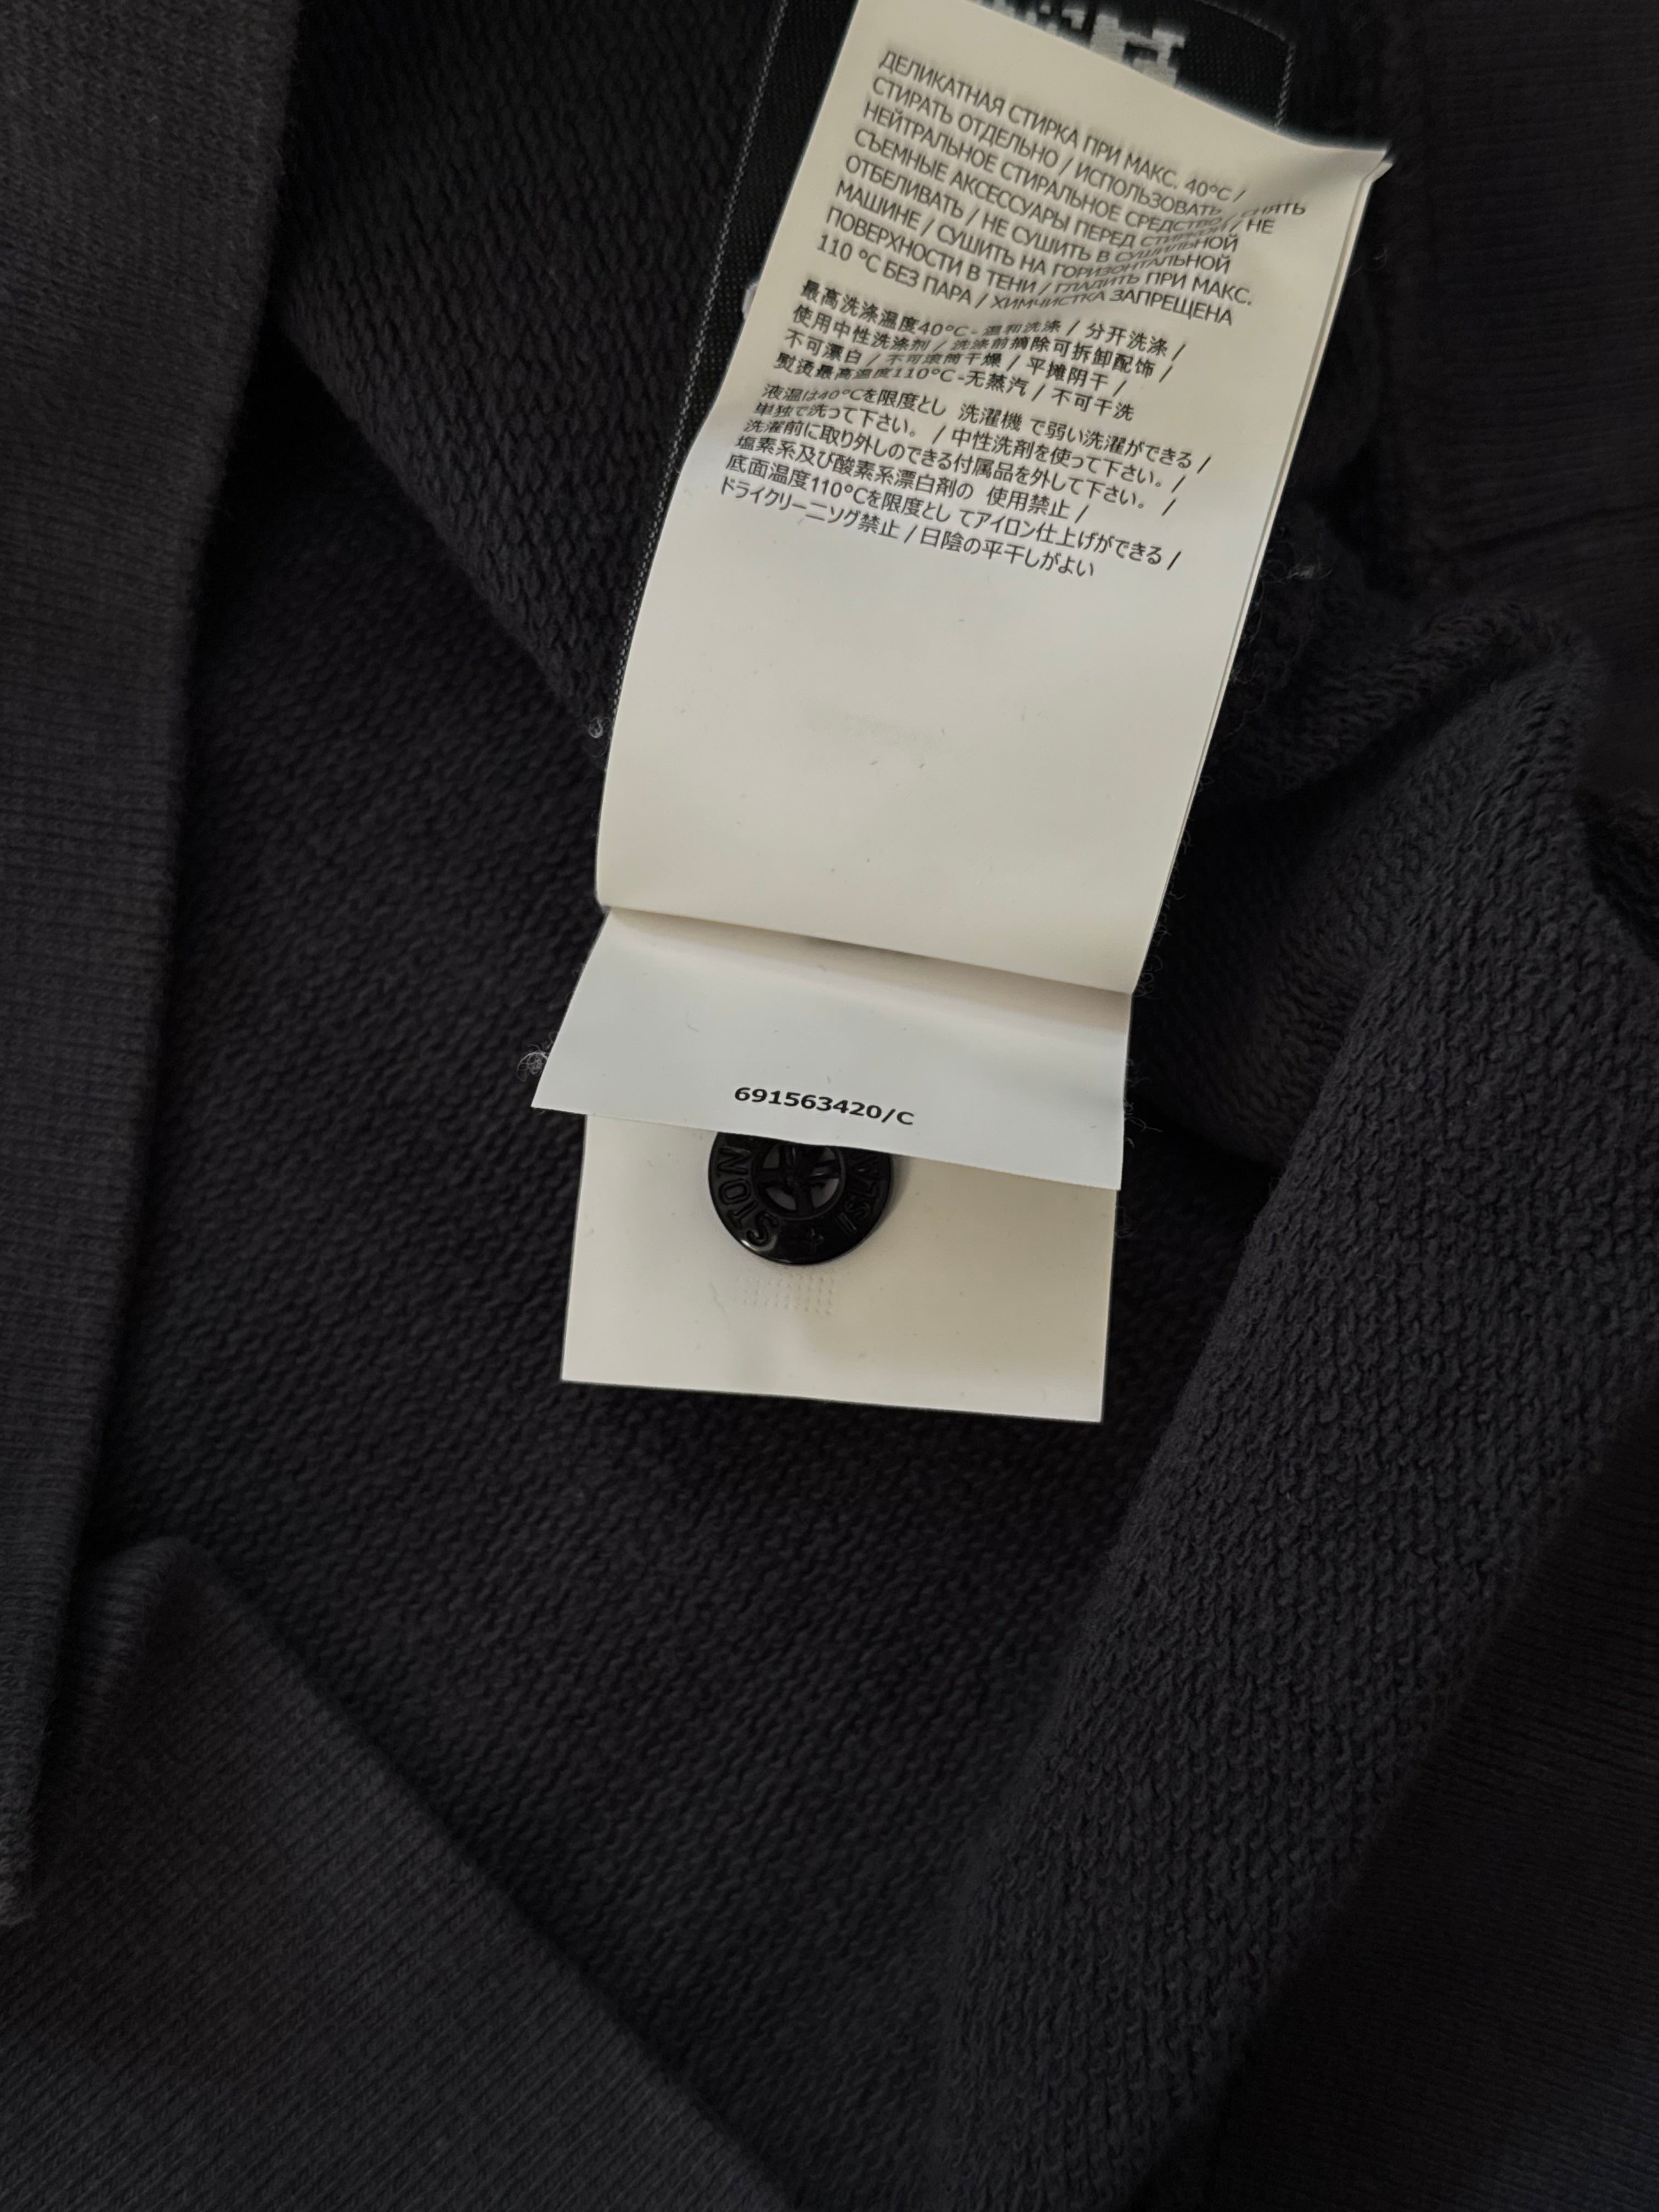 ДЕЛИКАТНАЯ СТИРКА ПРИ МАКС. 40°C /
СТИРАТЬ ОТДЕЛЬНО / ИСПОЛЬЗОВАТЬ
НЕЙТРАЛЬНОЕ СТИРАЛЬНОЕ СРЕДСТВО / СНЯТЬ
СЪЕМНЫЕ АКСЕССУАРЫ ПЕРЕД СТИРКОЙ / НЕ
ОТБЕЛИВАТЬ / НЕ СУШИТЬ В СУШИЛЬНОЙ
МАШИНЕ / СУШИТЬ НА ГОРИЗОНТАЛЬНОЙ
ПОВЕРХНОСТИ В ТЕНИ / ГЛАДИТЬ ПРИ МАКС.
110 °C БЕЗ ПАРА / ХИМЧИСТКА ЗАПРЕЩЕНА
最高洗涤温度40°C - 温和洗涤 / 分开洗涤 /
使用中性洗涤剂 / 洗涤前摘除可拆卸配饰 /
不可漂白 / 不可滚筒干燥 / 平摊阴干 /
熨烫最高温度110°C -无蒸汽 / 不可干洗
液温は40°Cを限度とし 洗濯機 で弱い洗濯ができる /
単独で洗って下さい。 / 中性洗剤を使って下さい。 /
洗濯前に取り外しのできる付属品を外して下さい。 /
塩素系及び酸素系漂白剤の 使用禁止 /
底面温度110°Cを限度とし てアイロン仕上げができる /
ドライクリーニソグ禁止 / 日陰の平干しがよい
691563420/C
STON ISLAN